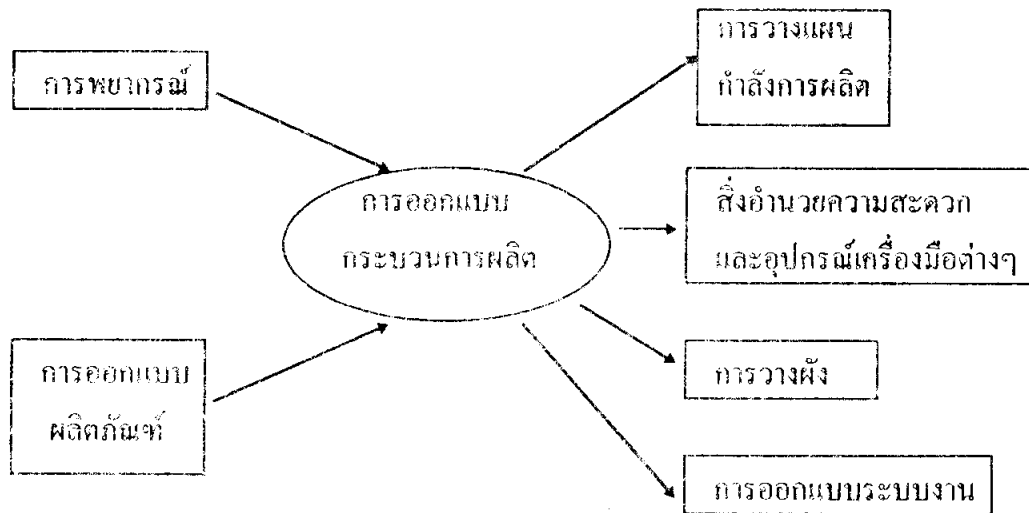 การพยากรณ์
การออกแบบ
ผลิตภัณฑ์
การออกแบบ
กระบวนการผลิต
การวางแผน
กำลังการผลิต
สิ่งอำนวยความสะดวก
และอุปกรณ์เครื่องมือต่างๆ
การวางผัง
การออกแบบระบบงาน